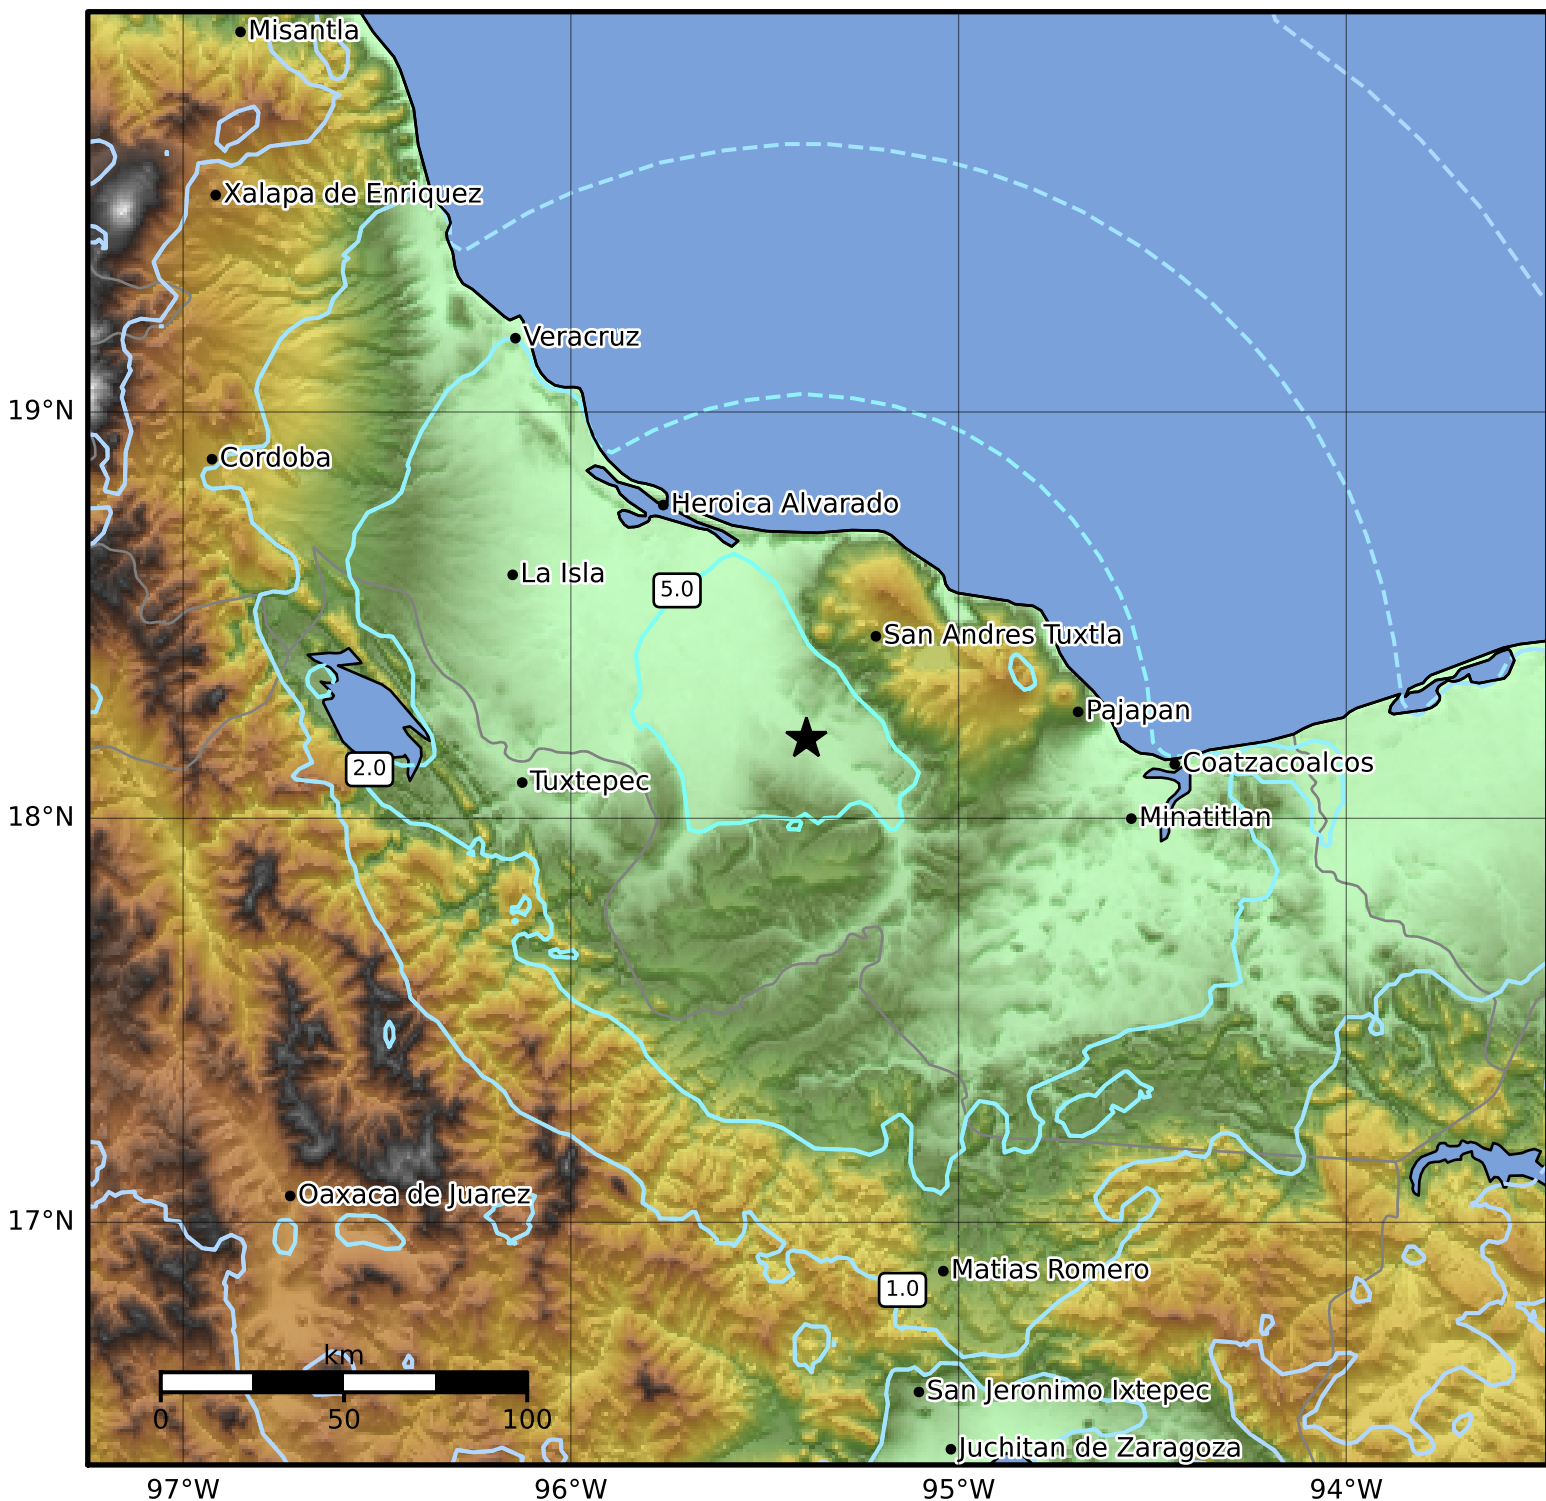 Misantla
Xalapa de Enriquez
Veracruz
19°N
Cordoba
Heroica Alvarado
La Isla
5.0
San Andres Tuxtla
Pajapan
2.0
Tuxtepec
Coatzacoalcos
18°N
Minatitlan
Oaxaca de Juarez
17°N
Matias Romero
1.0
km
San Jeronimo Ixtepec
0 50 100
Juchitan de Zaragoza
97°W 96°W 95°W 94°W